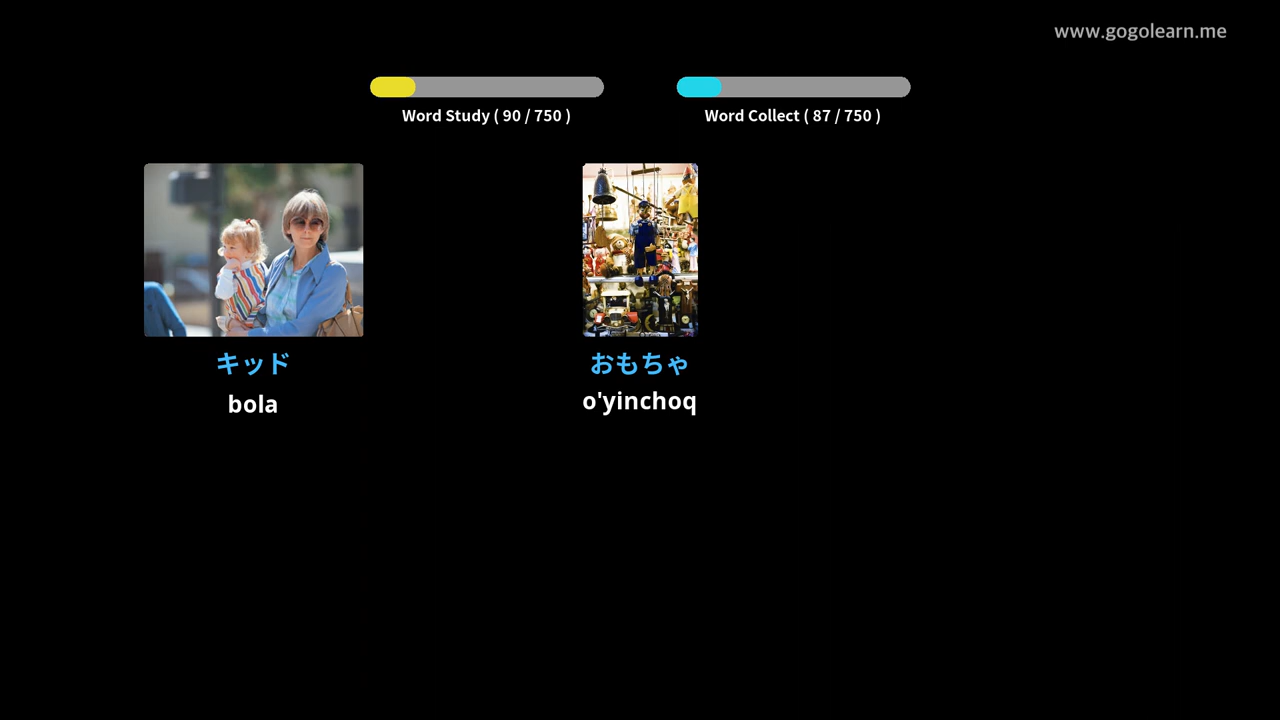 www.gogolearn.me
Word Study ( 90 / 750 )
Word Collect ( 87 / 750 )
キッド
bola
おもちゃ
o'yinchoq